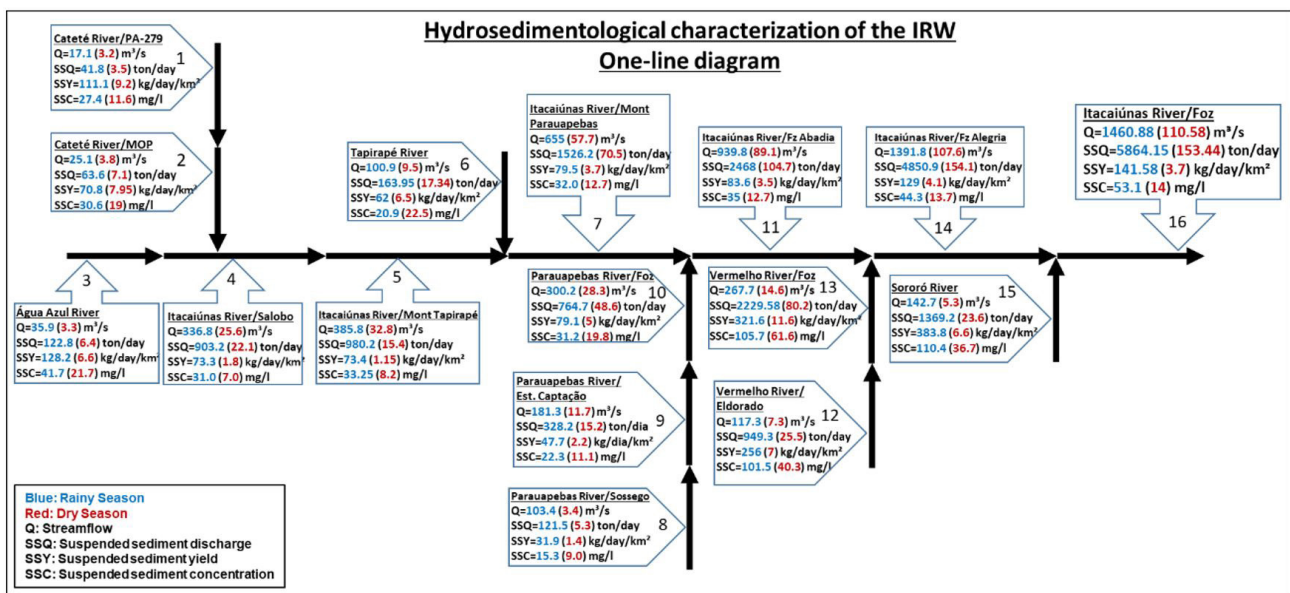 Hydrosedimentological characterization of the IRW
One-line diagram
Cateté River/PA-279
Q=17.1 (3.2) m³/s
SSQ=41.8 (3.5) ton/day
SSY=111.1 (9.2) kg/day/km²
SSC=27.4 (11.6) mg/l
1
Cateté River/MOP
Q=25.1 (3.8) m³/s
SSQ=63.6 (7.1) ton/day
SSY=70.8 (7.95) kg/day/km²
SSC=30.6 (19) mg/l
2
3
Água Azul River
Q=35.9 (3.3) m³/s
SSQ=122.8 (6.4) ton/day
SSY=128.2 (6.6) kg/day/km²
SSC=41.7 (21.7) mg/l
4
Itacaiúnas River/Salobo
Q=336.8 (25.6) m³/s
SSQ=903.2 (22.1) ton/day
SSY=73.3 (1.8) kg/day/km²
SSC=31.0 (7.0) mg/l
5
Itacaiúnas River/Mont Tapirapé
Q=385.8 (32.8) m³/s
SSQ=980.2 (15.4) ton/day
SSY=73.4 (1.15) kg/day/km²
SSC=33.25 (8.2) mg/l
Tapirapé River
Q=100.9 (9.5) m³/s
SSQ=163.95 (17.34) ton/day
SSY=62 (6.5) kg/day/km²
SSC=20.9 (22.5) mg/l
6
Itacaiúnas River/Mont
Parauapebas
Q=655 (57.7) m³/s
SSQ=1526.2 (70.5) ton/day
SSY=79.5 (3.7) kg/day/km²
SSC=32.0 (12.7) mg/l
7
Parauapebas River/Sossego
Q=103.4 (3.4) m³/s
SSQ=121.5 (5.3) ton/day
SSY=31.9 (1.4) kg/day/km²
SSC=15.3 (9.0) mg/l
8
Parauapebas River/
Est. Captação
Q=181.3 (11.7) m³/s
SSQ=328.2 (15.2) ton/dia
SSY=47.7 (2.2) kg/dia/km²
SSC=22.3 (11.1) mg/l
9
Parauapebas River/Foz
Q=300.2 (28.3) m³/s
SSQ=764.7 (48.6) ton/day
SSY=79.1 (5) kg/day/km²
SSC=31.2 (19.8) mg/l
10
Itacaiúnas River/Fz Abadia
Q=939.8 (89.1) m³/s
SSQ=2468 (104.7) ton/day
SSY=83.6 (3.5) kg/day/km²
SSC=35 (12.7) mg/l
11
Vermelho River/
Eldorado
Q=117.3 (7.3) m³/s
SSQ=949.3 (25.5) ton/day
SSY=256 (7) kg/day/km²
SSC=101.5 (40.3) mg/l
12
Vermelho River/Foz
Q=267.7 (14.6) m³/s
SSQ=2229.58 (80.2) ton/day
SSY=321.6 (11.6) kg/day/km²
SSC=105.7 (61.6) mg/l
13
Itacaiúnas River/Fz Alegria
Q=1391.8 (107.6) m³/s
SSQ=4850.9 (154.1) ton/day
SSY=129 (4.1) kg/day/km²
SSC=44.3 (13.7) mg/l
14
Sororó River
Q=142.7 (5.3) m³/s
SSQ=1369.2 (23.6) ton/day
SSY=383.8 (6.6) kg/day/km²
SSC=110.4 (36.7) mg/l
15
Itacaiúnas River/Foz
Q=1460.88 (110.58) m³/s
SSQ=5864.15 (153.44) ton/day
SSY=141.58 (3.7) kg/day/km²
SSC=53.1 (14) mg/l
16
Blue: Rainy Season
Red: Dry Season
Q: Streamflow
SSQ: Suspended sediment discharge
SSY: Suspended sediment yield
SSC: Suspended sediment concentration